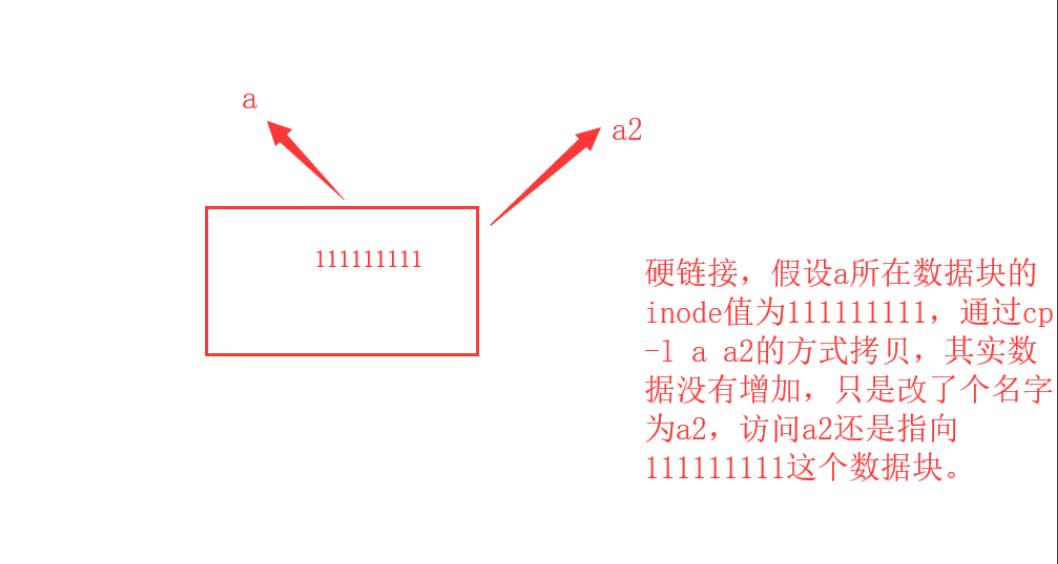 a
a2
111111111
硬链接，假设a所在数据块的
inode值为111111111，通过cp
-l a a2的方式拷贝，其实数
据没有增加，只是改了个名字
为a2，访问a2还是指向
111111111这个数据块。